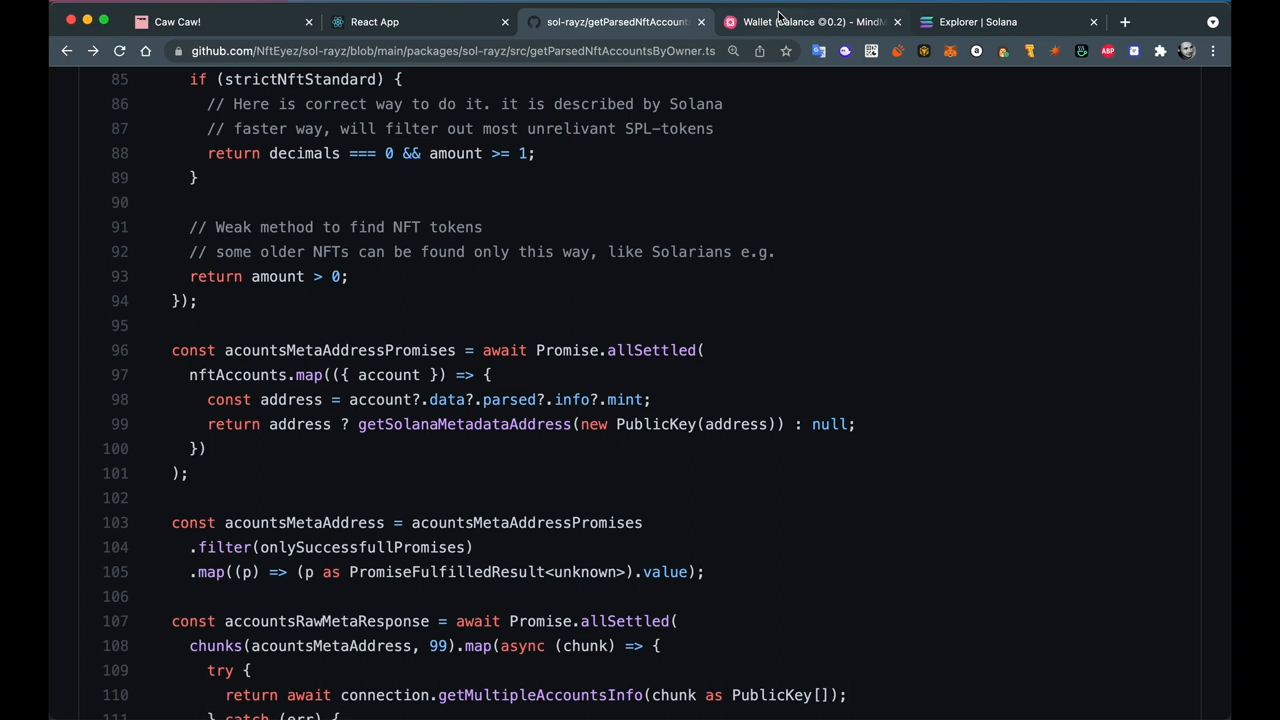 Caw Caw!
React App
sol-rayz/getParsedNftAccounts
Wallet (balance ◎0.2) - MindM
Explorer | Solana
github.com/NftEyez/sol-rayz/blob/main/packages/sol-rayz/src/getParsedNftAccountsByOwner.ts
ABP
85 if (strictNftStandard) {
86 // Here is correct way to do it. it is described by Solana
87 // faster way, will filter out most unrelivant SPL-tokens
88 return decimals === 0 && amount >= 1;
89 }
90
91 // Weak method to find NFT tokens
92 // some older NFTs can be found only this way, like Solarians e.g.
93 return amount > 0;
94 });
95
96 const acountsMetaAddressPromises = await Promise.allSettled(
97 nftAccounts.map(({ account }) => {
98 const address = account?.data?.parsed?.info?.mint;
99 return address ? getSolanaMetadataAddress(new PublicKey(address)) : null;
100 })
101 );
102
103 const acountsMetaAddress = acountsMetaAddressPromises
104 .filter(onlySuccessfullPromises)
105 .map((p) => (p as PromiseFulfilledResult<unknown>).value);
106
107 const accountsRawMetaResponse = await Promise.allSettled(
108 chunks(acountsMetaAddress, 99).map(async (chunk) => {
109 try {
110 return await connection.getMultipleAccountsInfo(chunk as PublicKey[]);
111 } catch (err) {